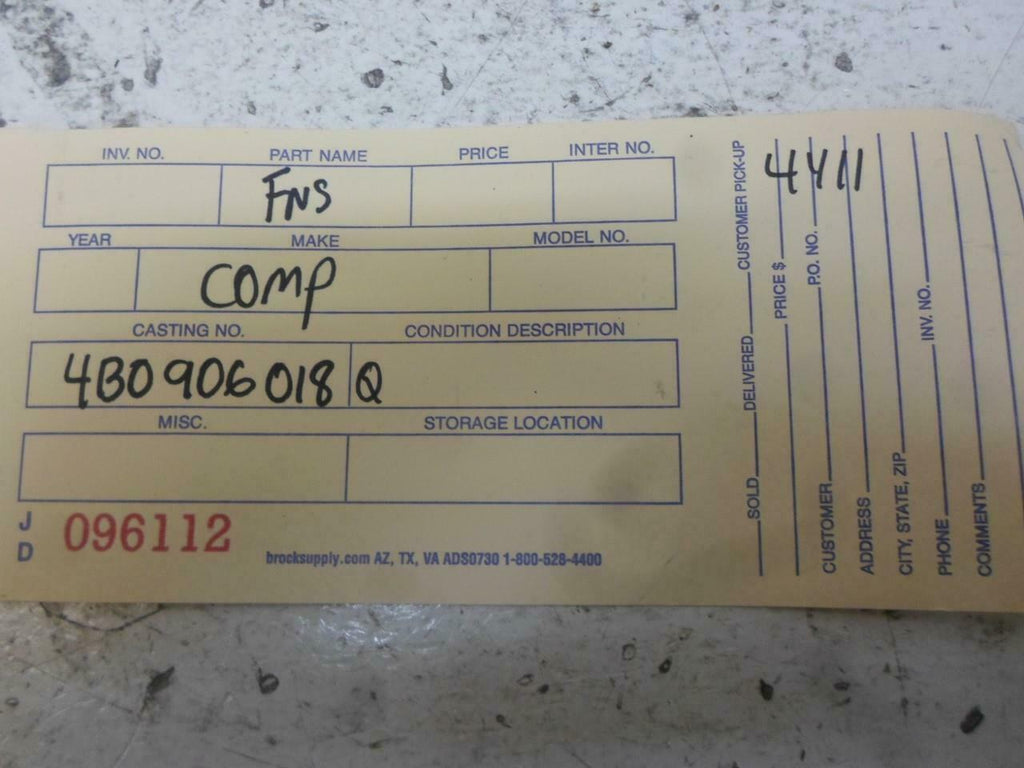 INV. NO. PART NAME PRICE INTER NO.
FNS
YEAR MAKE MODEL NO.
COMP
CASTING NO. CONDITION DESCRIPTION
4B0906018Q
MISC. STORAGE LOCATION
J D 096112
brocksupply.com AZ, TX, VA ADS0730 1-800-528-4400
SOLD DELIVERED CUSTOMER PICK-UP
PRICE $
4411
CUSTOMER P.O. NO.
ADDRESS
CITY, STATE, ZIP
PHONE INV. NO.
COMMENTS